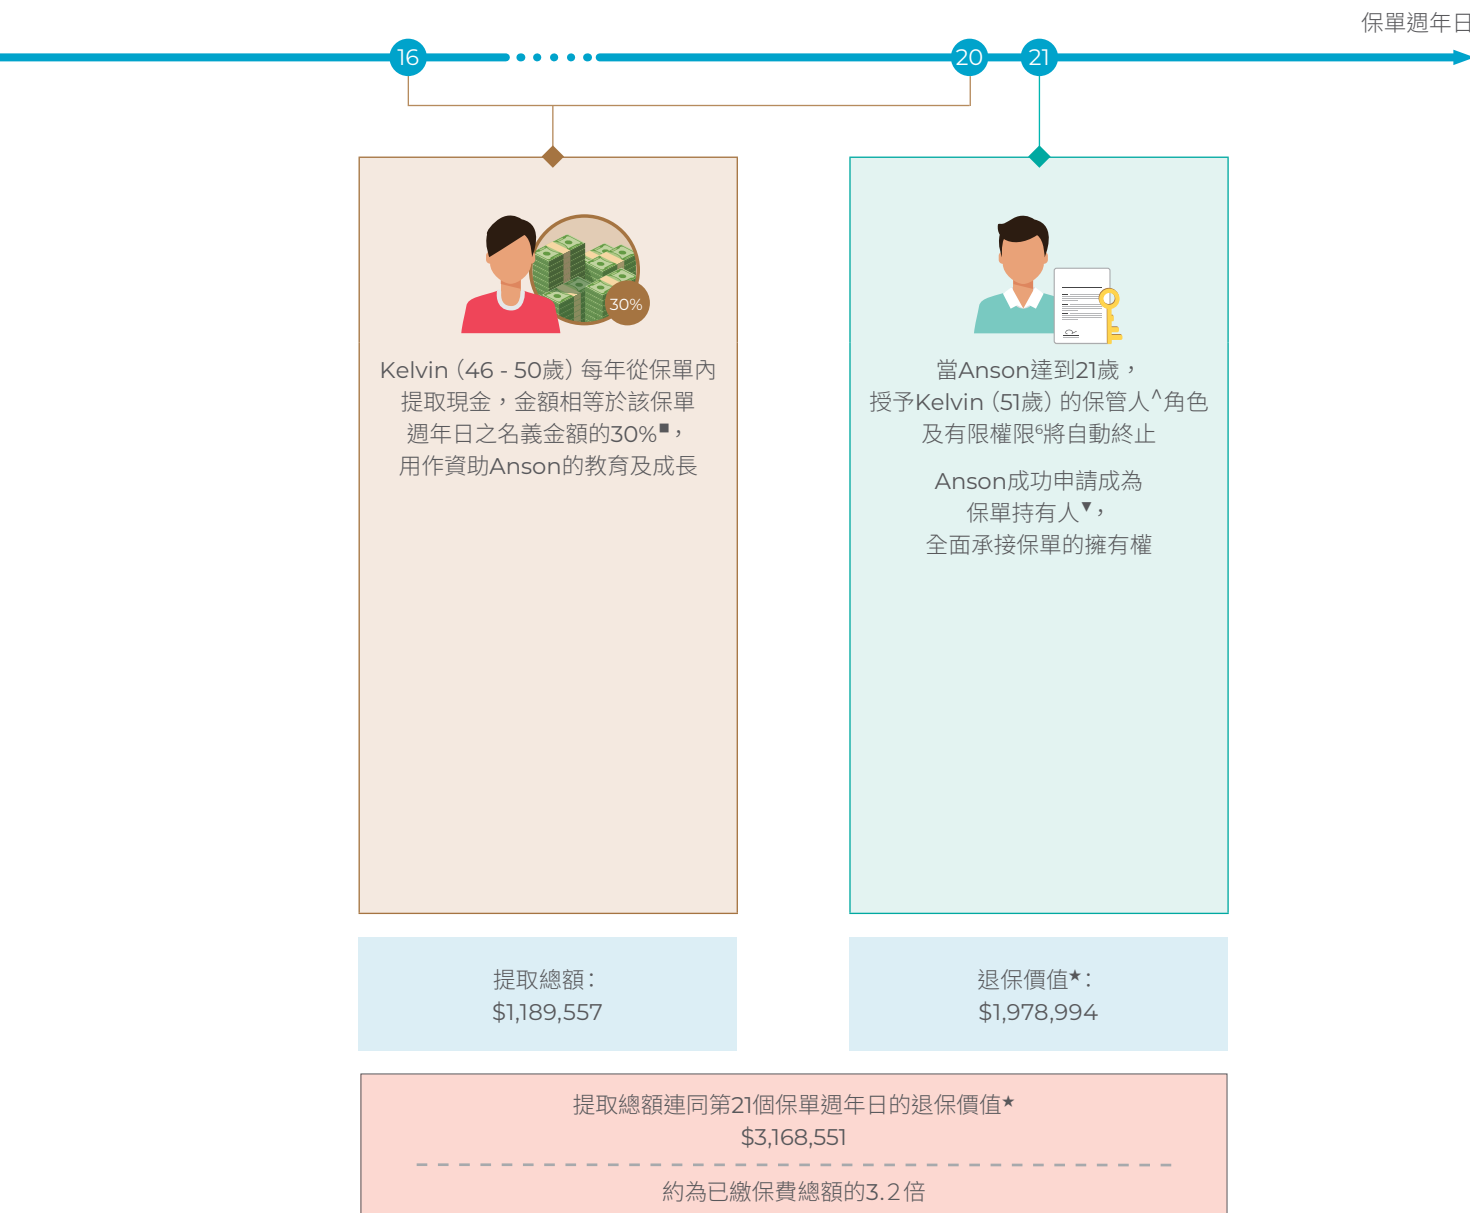 保單週年日
16
20
21
30%
Kelvin（46 - 50歲）每年從保單內
提取現金，金額相等於該保單
週年日之名義金額的30%■，
用作資助Anson的教育及成長
當Anson達到21歲，
授予Kelvin（51歲）的保管人^角色
及有限權限⁶將自動終止
Anson成功申請成為
保單持有人▼，
全面承接保單的擁有權
提取總額：
$1,189,557
退保價值★：
$1,978,994
提取總額連同第21個保單週年日的退保價值★
$3,168,551
約為已繳保費總額的3.2倍